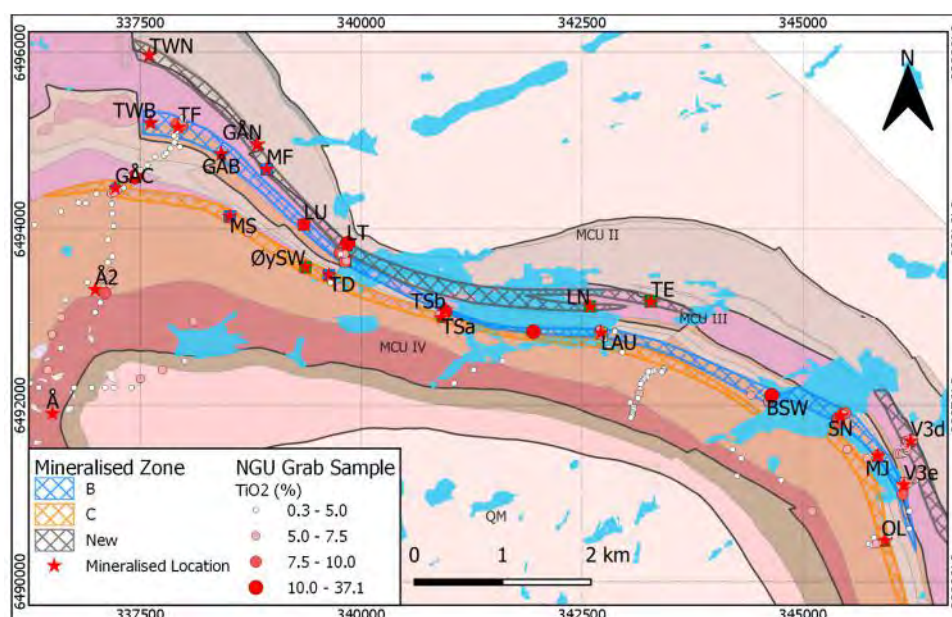 337500 340000 342500 345000
6496000
6494000
6492000
6490000
N
TWN
TWB TF
GÅN
MF
GÅB
GÅC
MS
LU LT
MCU II
ØySW
TD
Å2
TSb
LN TE
MCU III
TSa
MCU IV
LAU
Å
BSW
SN
V3d
MJ
V3e
OL
QM
Mineralised Zone
B
C
New
Mineralised Location
NGU Grab Sample
TiO2 (%)
0.3 - 5.0
5.0 - 7.5
7.5 - 10.0
10.0 - 37.1
0 1 2 km
337500 340000 342500 345000